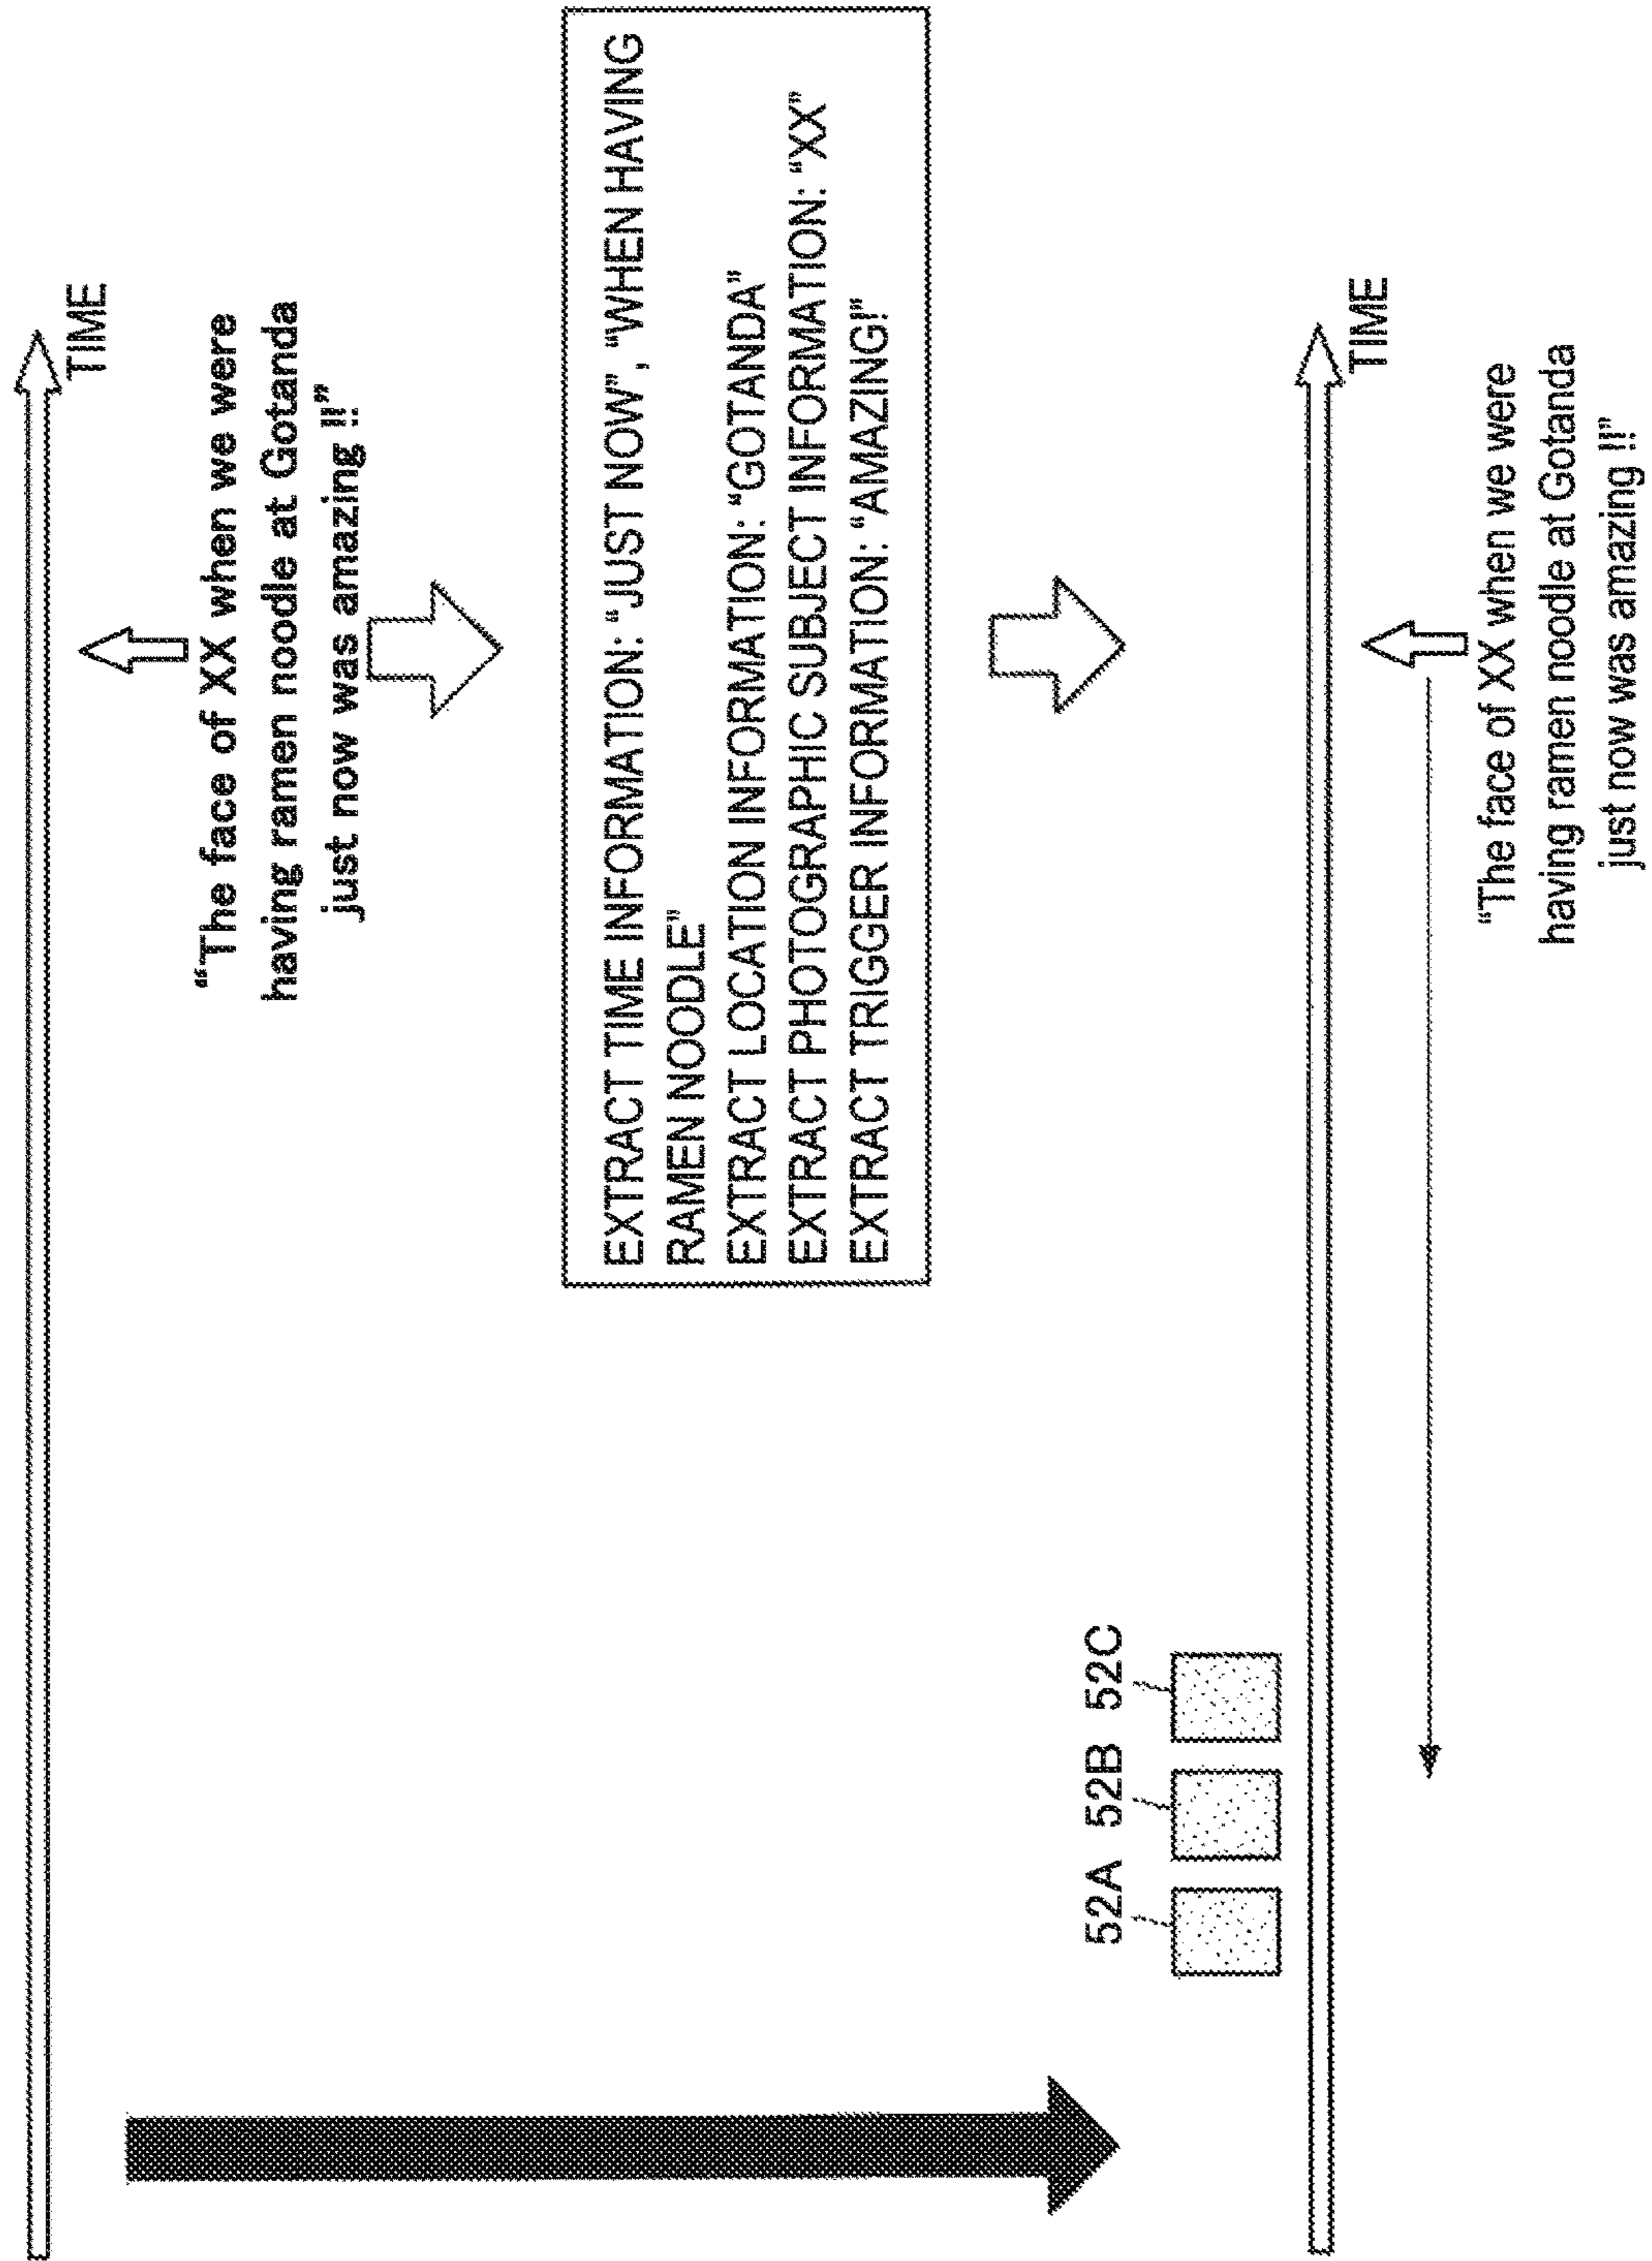 TIME
“The face of XX when we were
having ramen noodle at Gotanda
just now was amazing !!”
EXTRACT TIME INFORMATION: “JUST NOW”, “WHEN HAVING
RAMEN NOODLE”
EXTRACT LOCATION INFORMATION: “GOTANDA”
EXTRACT PHOTOGRAPHIC SUBJECT INFORMATION: “XX”
EXTRACT TRIGGER INFORMATION: “AMAZING!”
52A 52B 52C
TIME
“The face of XX when we were
having ramen noodle at Gotanda
just now was amazing !!”